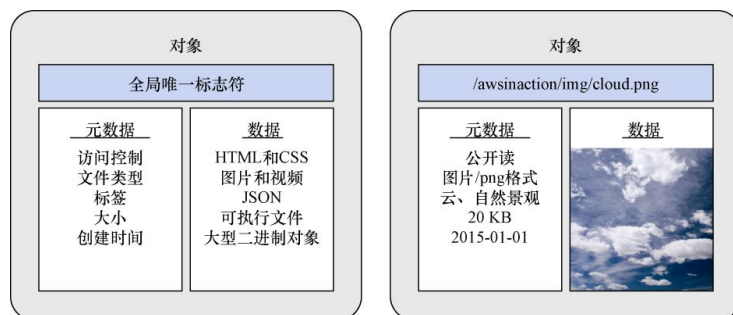 对象
全局唯一标志符
元数据
访问控制
文件类型
标签
大小
创建时间
数据
HTML和CSS
图片和视频
JSON
可执行文件
大型二进制对象
对象
/awsinaction/img/cloud.png
元数据
公开读
图片/png格式
云、自然景观
20 KB
2015-01-01
数据